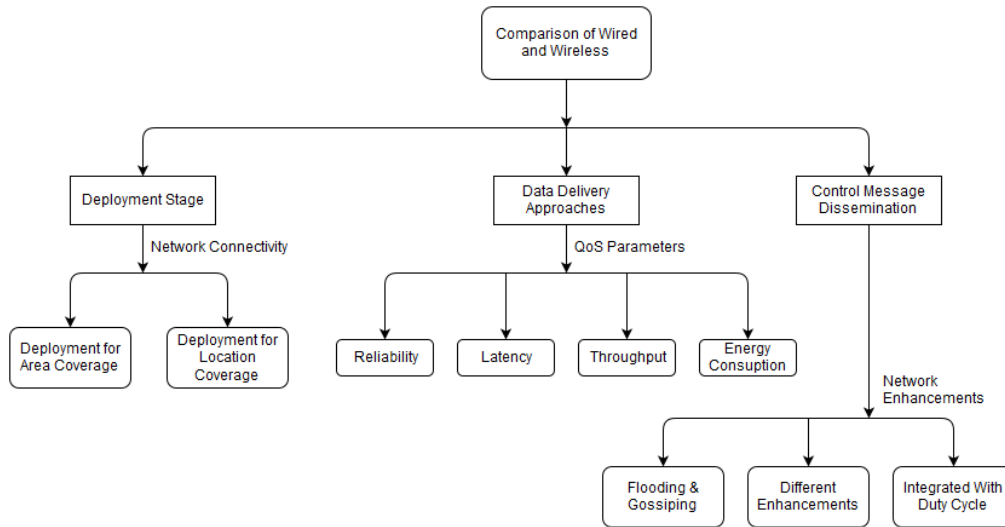 Comparison of Wired
and Wireless
Deployment Stage
Data Delivery
Approaches
Control Message
Dissemination
Network Connectivity
QoS Parameters
Deployment for
Area Coverage
Deployment for
Location
Coverage
Reliability
Latency
Throughput
Energy
Consuption
Network
Enhancements
Flooding &
Gossiping
Different
Enhancements
Integrated With
Duty Cycle